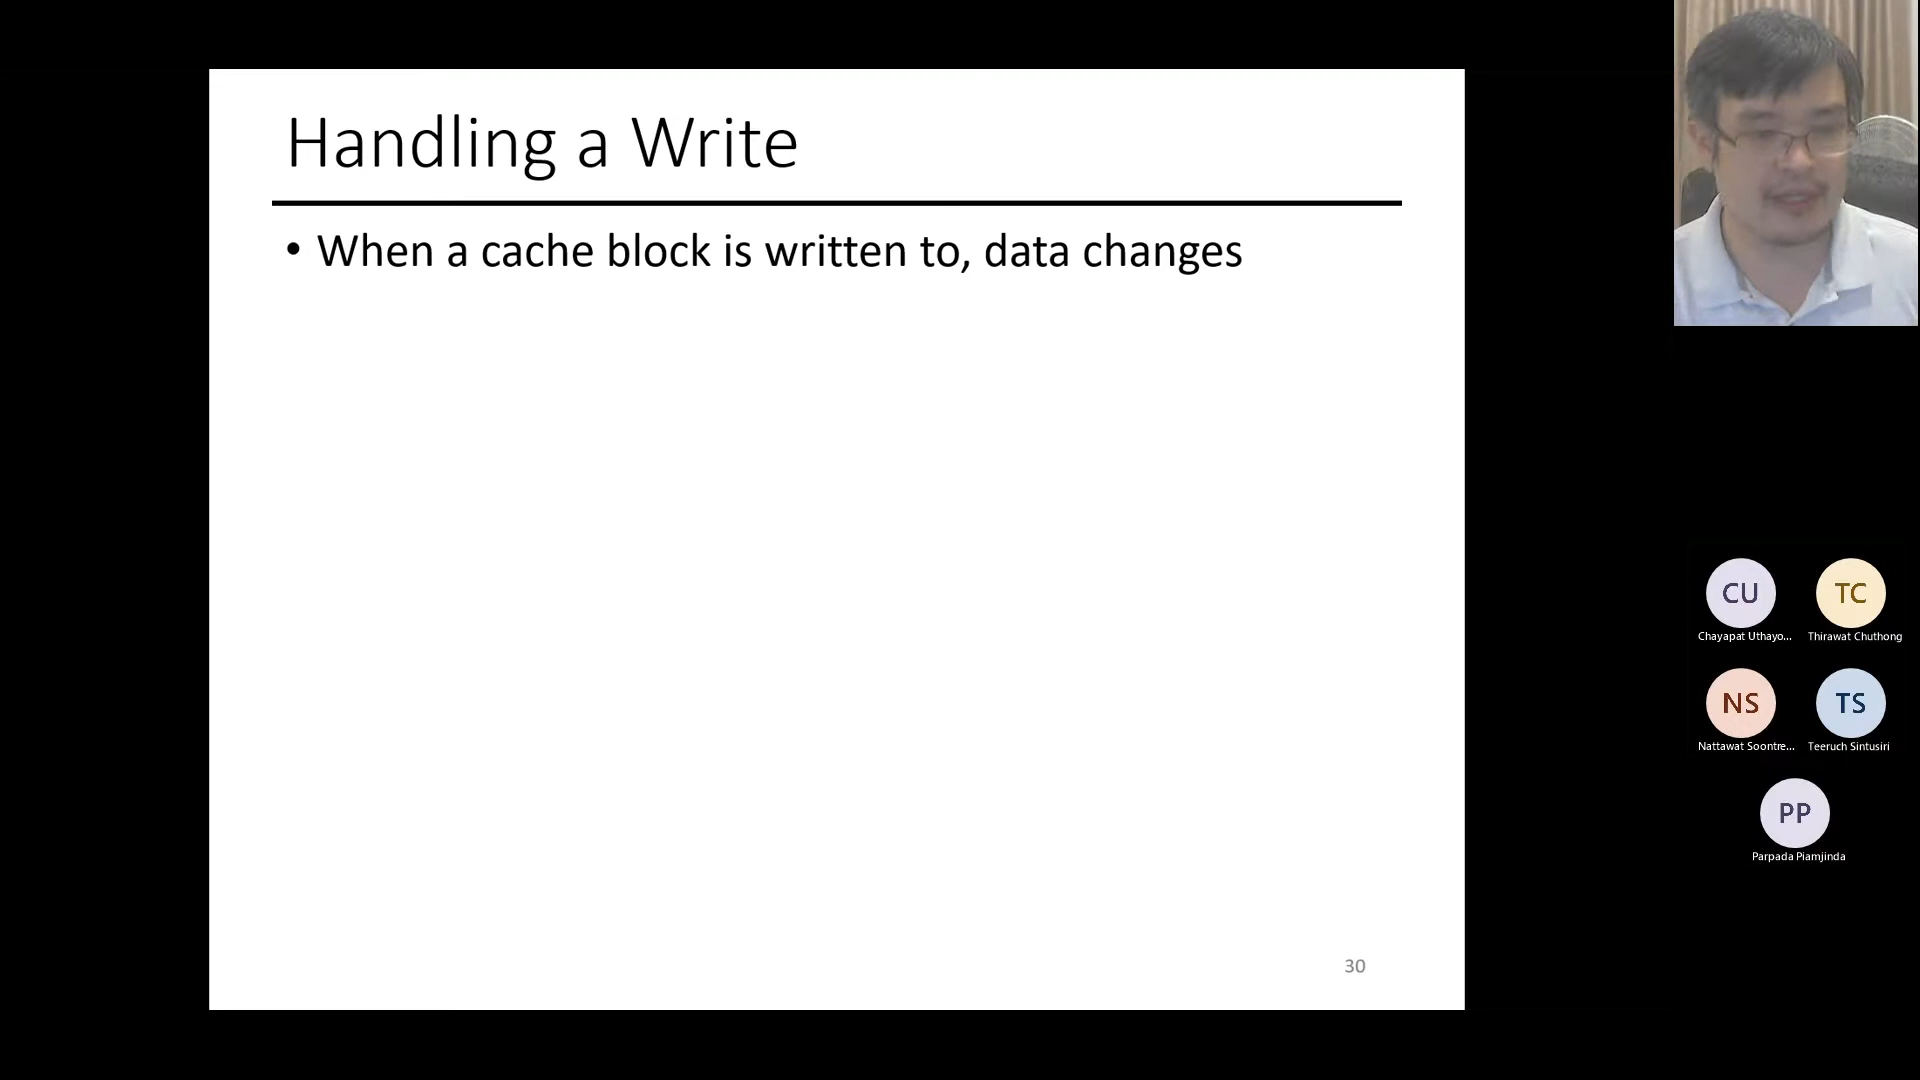 Handling a Write
• When a cache block is written to, data changes
30
CU
Chayapat Uthayo...
TC
Thirawat Chuthong
NS
Nattawat Soontre...
TS
Teeruch Sintusiri
PP
Parpada Piamjinda